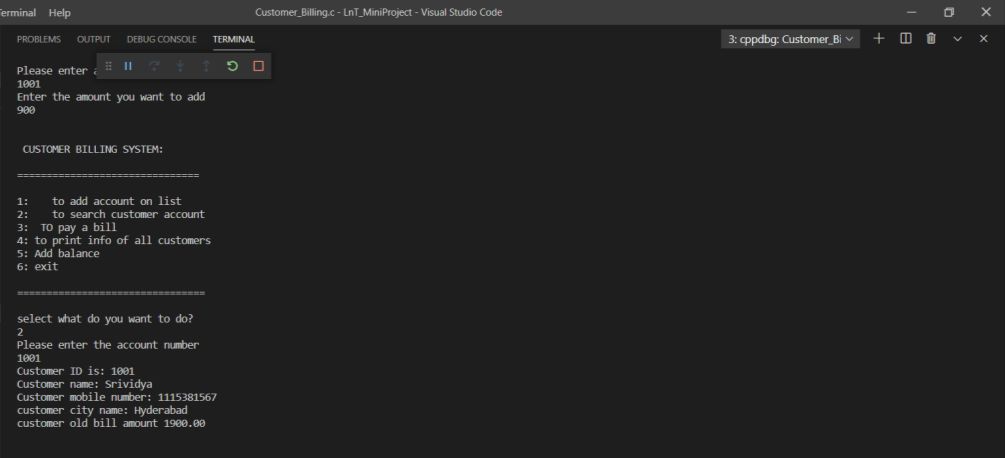 Terminal Help Customer_Billing.c - LnT_MiniProject - Visual Studio Code
PROBLEMS OUTPUT DEBUG CONSOLE TERMINAL 3: cppdbg: Customer_Bi
Please enter
1001
Enter the amount you want to add
900
CUSTOMER BILLING SYSTEM:
===============================
1: to add account on list
2: to search customer account
3: TO pay a bill
4: to print info of all customers
5: Add balance
6: exit
================================
select what do you want to do?
2
Please enter the account number
1001
Customer ID is: 1001
Customer name: Srividya
Customer mobile number: 1115381567
customer city name: Hyderabad
customer old bill amount 1900.00